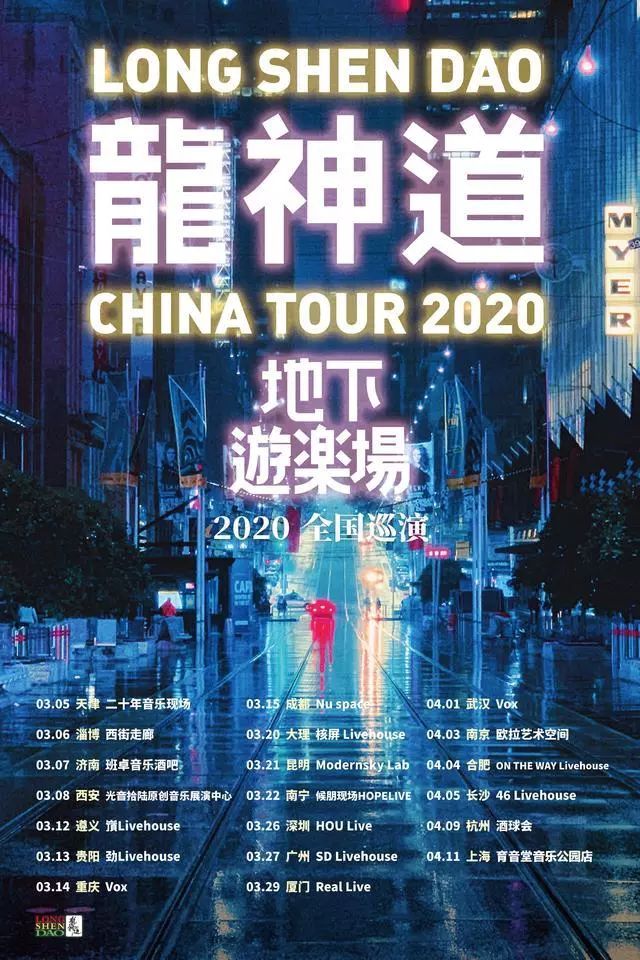 LONG SHEN DAO
龍神道
CHINA TOUR 2020
地下
遊楽場
2020 全国巡演
MYER
03.05 天津 二十年音乐现场
03.06 淄博 西街走廊
03.07 济南 班卓音乐酒吧
03.08 西安 光音拾陆原创音乐展演中心
03.12 遵义 Livehouse
03.13 贵阳 劲Livehouse
03.14 重庆 Vox
03.15 成都 Nu space
03.20 大理 核屏 Livehouse
03.21 昆明 Modernsky Lab
03.22 南宁 候朋现场HOPELIVE
03.26 深圳 HOU Live
03.27 广州 SD Livehouse
03.29 厦门 Real Live
04.01 武汉 Vox
04.03 南京 欧拉艺术空间
04.04 合肥 ON THE WAY Livehouse
04.05 长沙 46 Livehouse
04.09 杭州 酒球会
04.11 上海 育音堂音乐公园店
LONG
SHEN
DAO